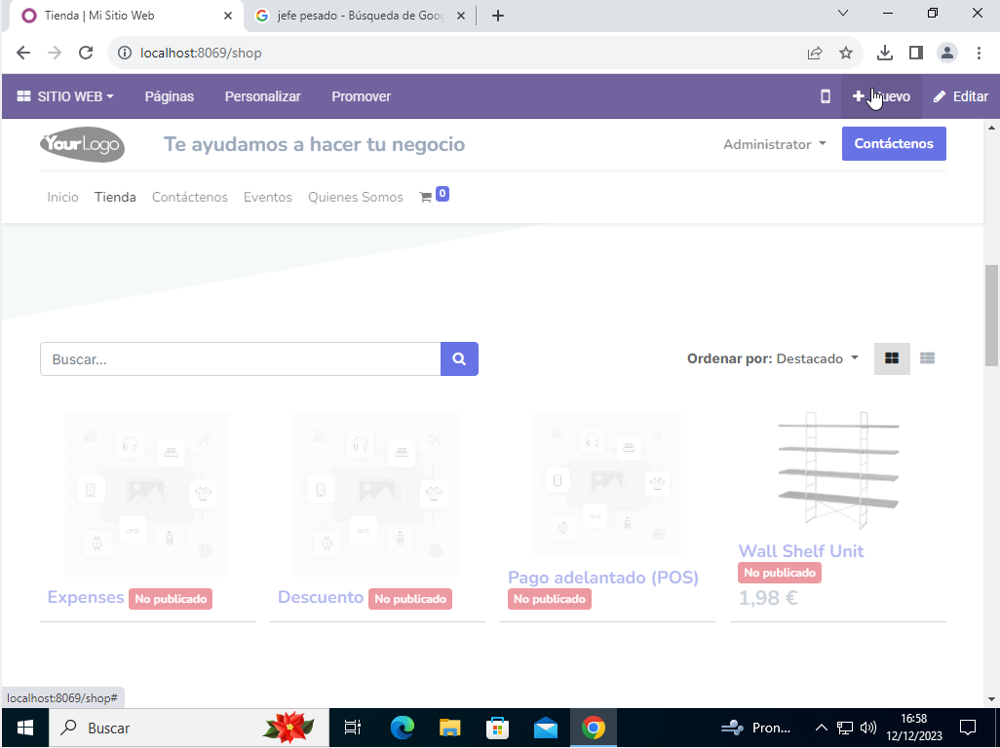 Tienda | Mi Sitio Web
jefe pesado - Búsqueda de Goog
localhost:8069/shop
SITIO WEB
Páginas
Personalizar
Promover
Editar
YourLogo
Te ayudamos a hacer tu negocio
Administrator
Contáctenos
Inicio
Tienda
Contáctenos
Eventos
Quienes Somos
0
Buscar...
Ordenar por: Destacado
Expenses No publicado
Descuento No publicado
Pago adelantado (POS)
No publicado
Wall Shelf Unit
No publicado
1,98 €
localhost:8069/shop#
Buscar
Pron...
16:58
12/12/2023